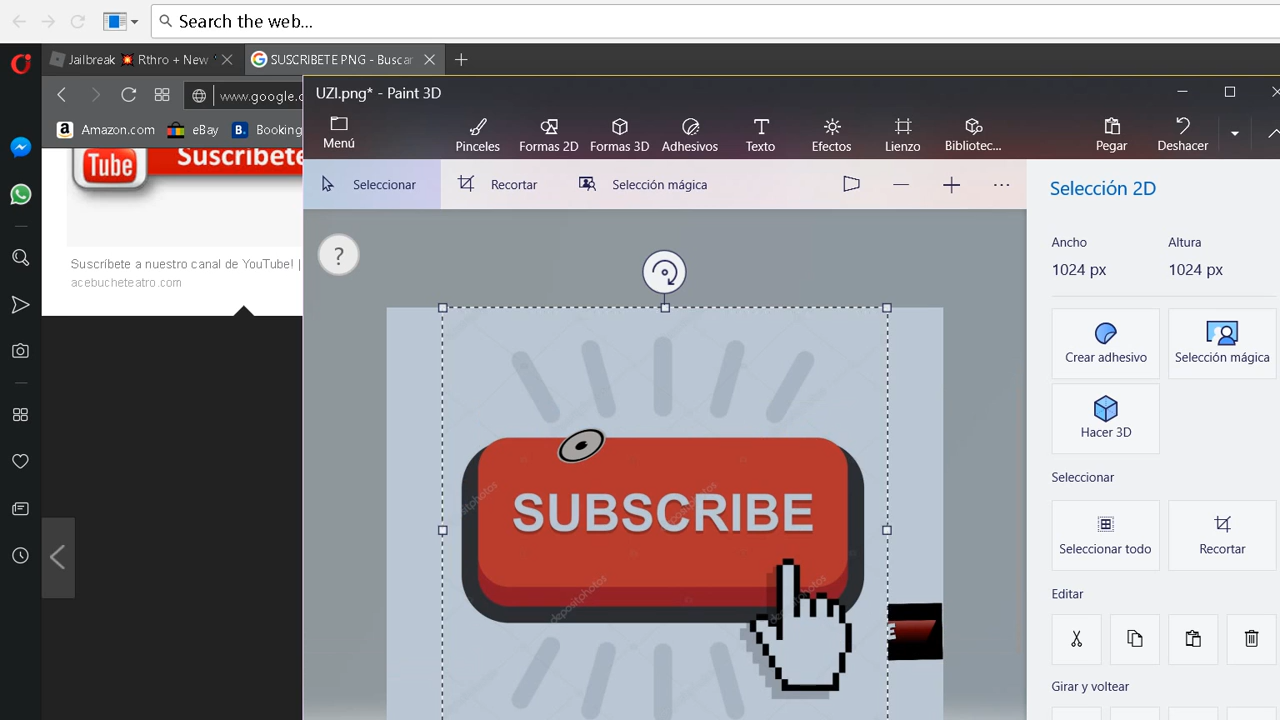 Search the web...
Jailbreak 💥 Rthro + New
SUSCRIBETE PNG - Buscar
www.google.c
Amazon.com
eBay
Booking
UZI.png* - Paint 3D
Menú
Pinceles
Formas 2D
Formas 3D
Adhesivos
Texto
Efectos
Lienzo
Bibliotec...
Pegar
Deshacer
Seleccionar
Recortar
Selección mágica
Tube
Suscribete
Suscríbete a nuestro canal de YouTube! |
acebucheteatro.com
?
SUBSCRIBE
depositphotos
depositphotos
depositphotos
E
Selección 2D
Ancho
Altura
1024 px
1024 px
Crear adhesivo
Selección mágica
Hacer 3D
Seleccionar
Seleccionar todo
Recortar
Editar
Girar y voltear